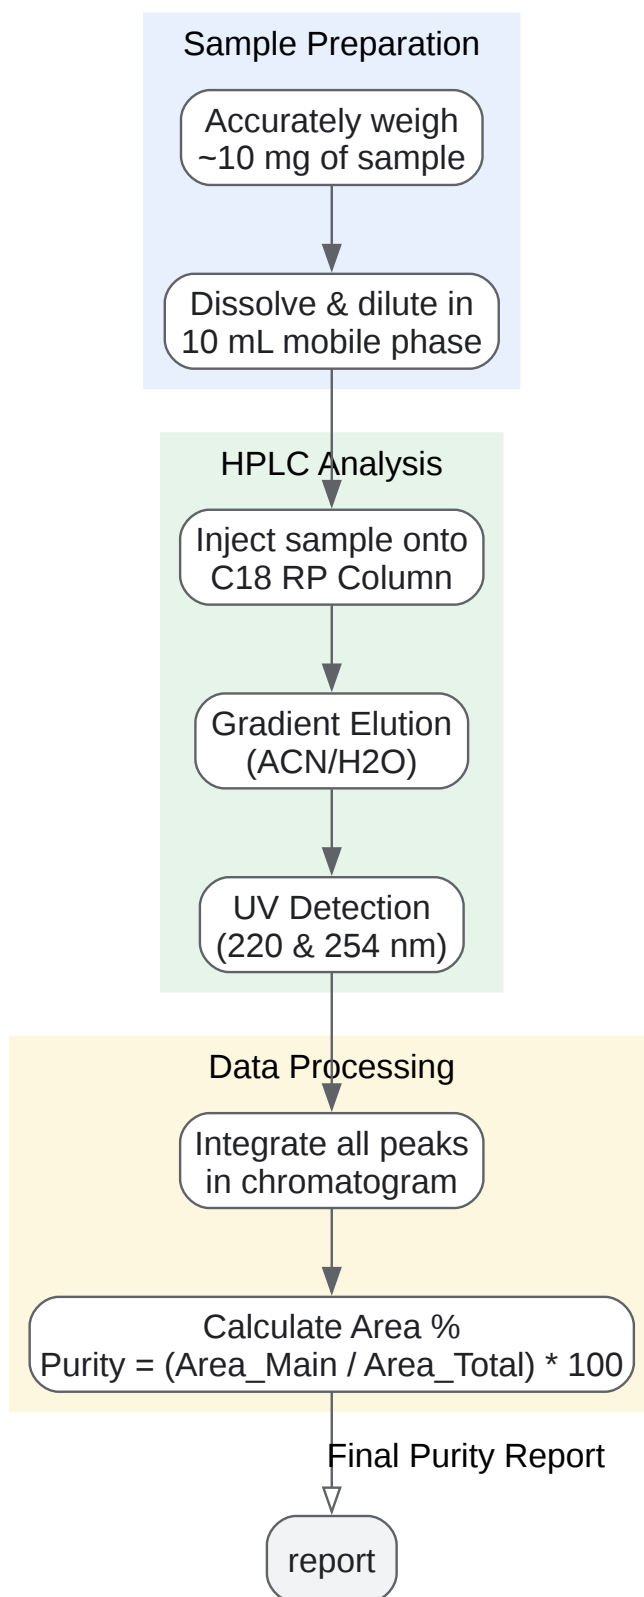 Sample Preparation
Accurately weigh
~10 mg of sample
Dissolve & dilute in
10 mL mobile phase
HPLC Analysis
Inject sample onto
C18 RP Column
Gradient Elution
(ACN/H2O)
UV Detection
(220 & 254 nm)
Data Processing
Integrate all peaks
in chromatogram
Calculate Area %
Purity = (Area_Main / Area_Total) * 100
Final Purity Report
report